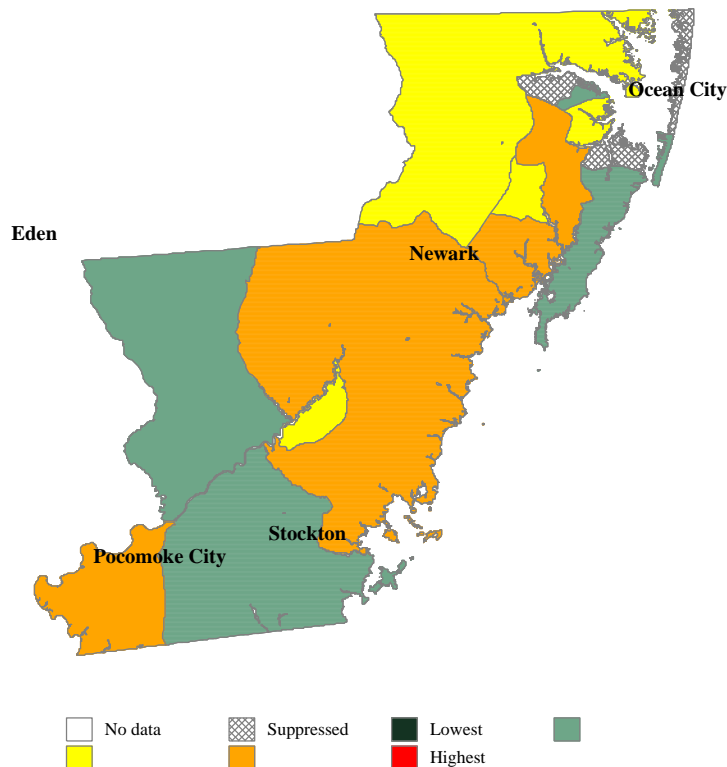 Ocean City
Eden
Newark
Stockton
Pocomoke City
No data
Suppressed
Lowest
Highest